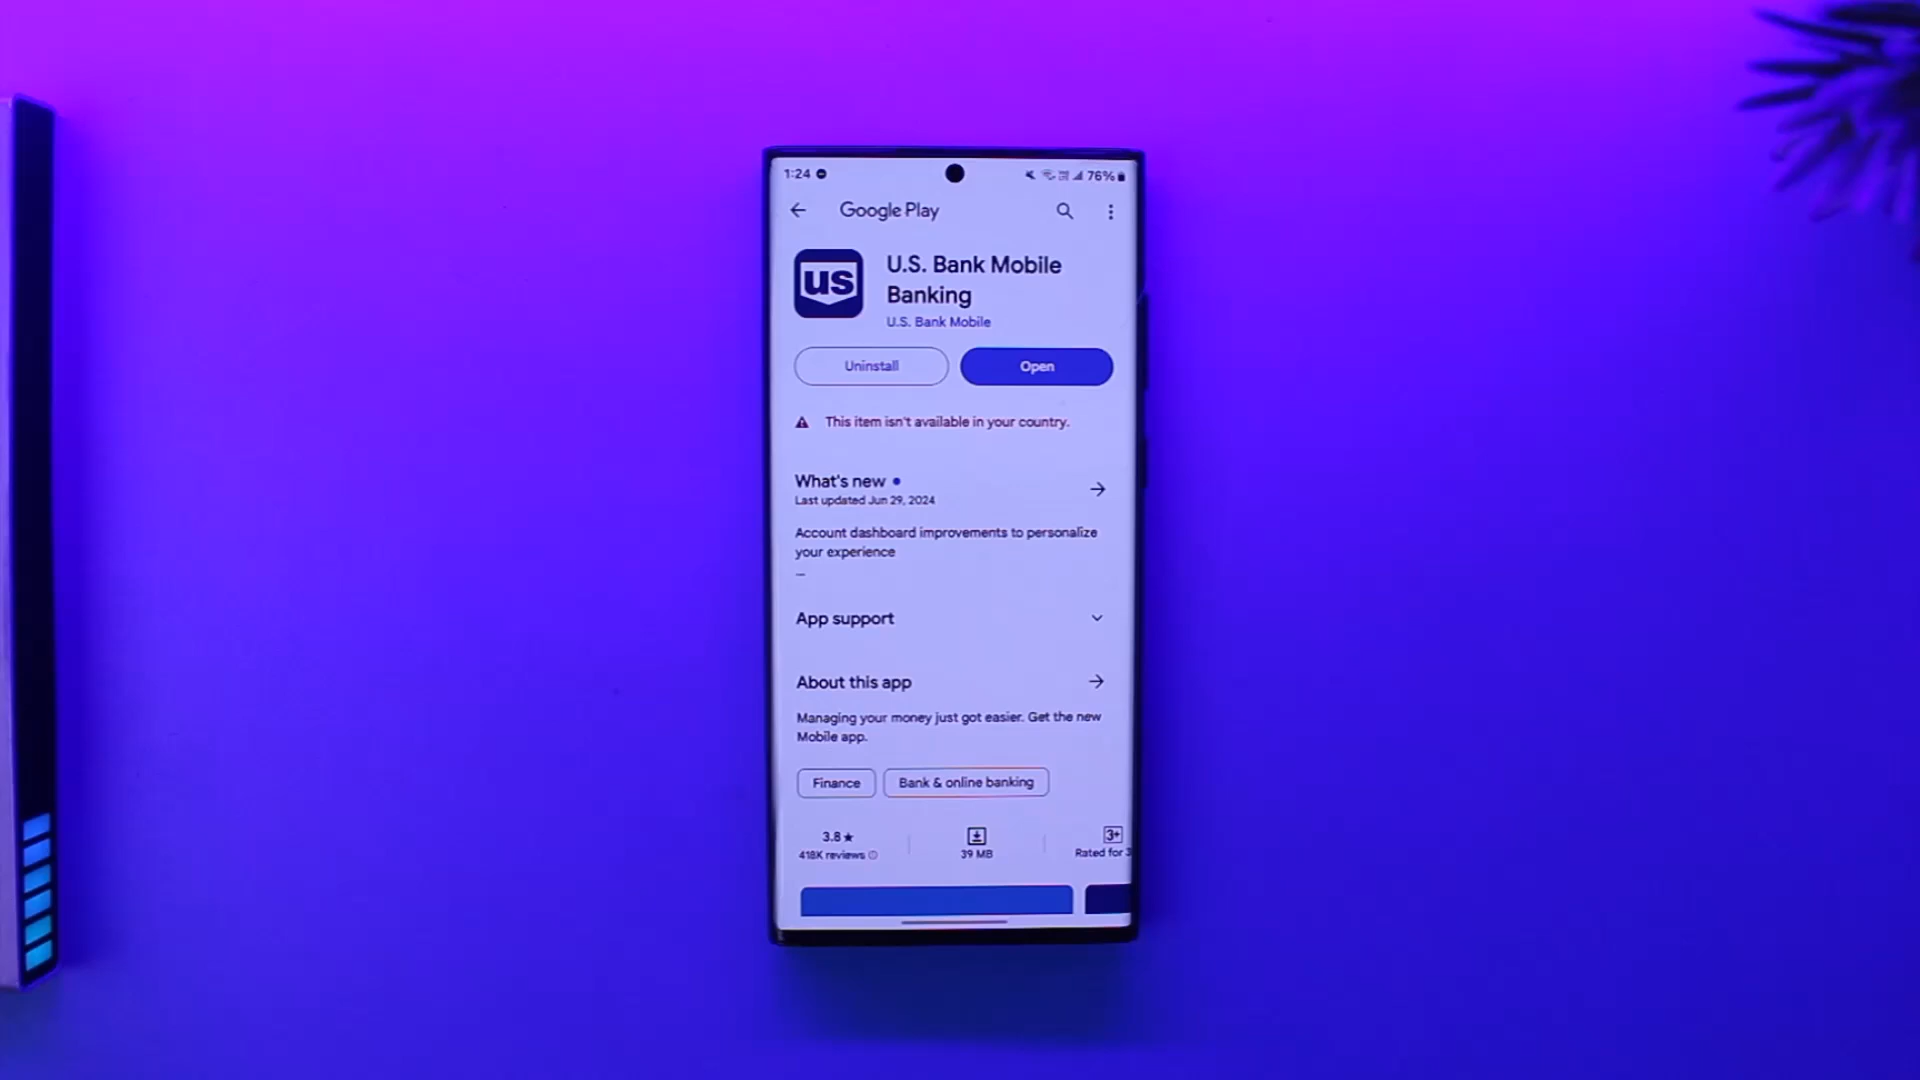 1:24
76%
Google Play
us
U.S. Bank Mobile
Banking
U.S. Bank Mobile
Uninstall
Open
This item isn't available in your country.
What's new
Last updated Jun 29, 2024
Account dashboard improvements to personalize
your experience
...
App support
About this app
Managing your money just got easier. Get the new
Mobile app.
Finance
Bank & online banking
3.8★
418K reviews
39 MB
3+
Rated for 3